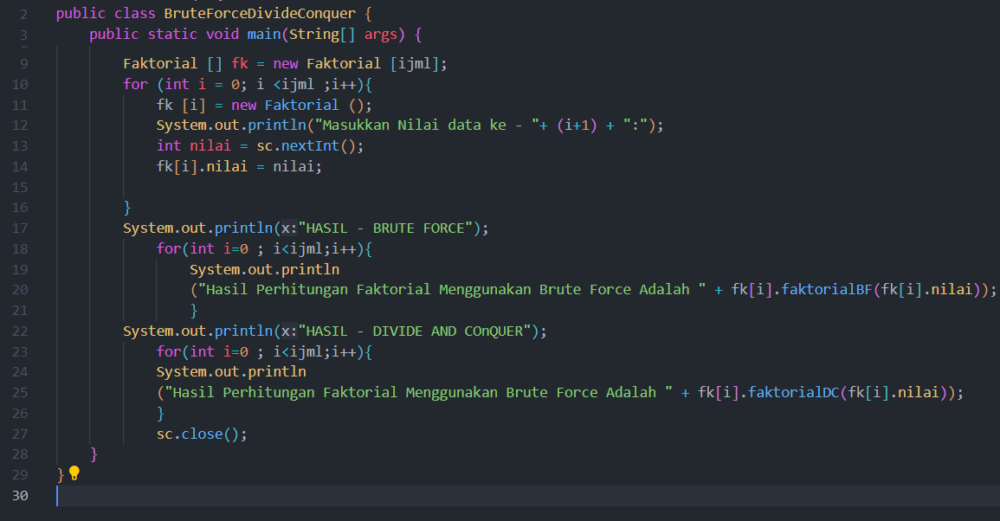 2 public class BruteForceDivideConquer {
3 public static void main(String[] args) {
9 Faktorial [] fk = new Faktorial [ijml];
10 for (int i = 0; i <ijml ;i++){
11 fk [i] = new Faktorial ();
12 System.out.println("Masukkan Nilai data ke - "+ (i+1) + ":");
13 int nilai = sc.nextInt();
14 fk[i].nilai = nilai;
15
16 }
17 System.out.println(x:"HASIL - BRUTE FORCE");
18 for(int i=0 ; i<ijml;i++){
19 System.out.println
20 ("Hasil Perhitungan Faktorial Menggunakan Brute Force Adalah " + fk[i].faktorialBF(fk[i].nilai));
21 }
22 System.out.println(x:"HASIL - DIVIDE AND COnQUER");
23 for(int i=0 ; i<ijml;i++){
24 System.out.println
25 ("Hasil Perhitungan Faktorial Menggunakan Brute Force Adalah " + fk[i].faktorialDC(fk[i].nilai));
26 }
27 sc.close();
28 }
29 }
30